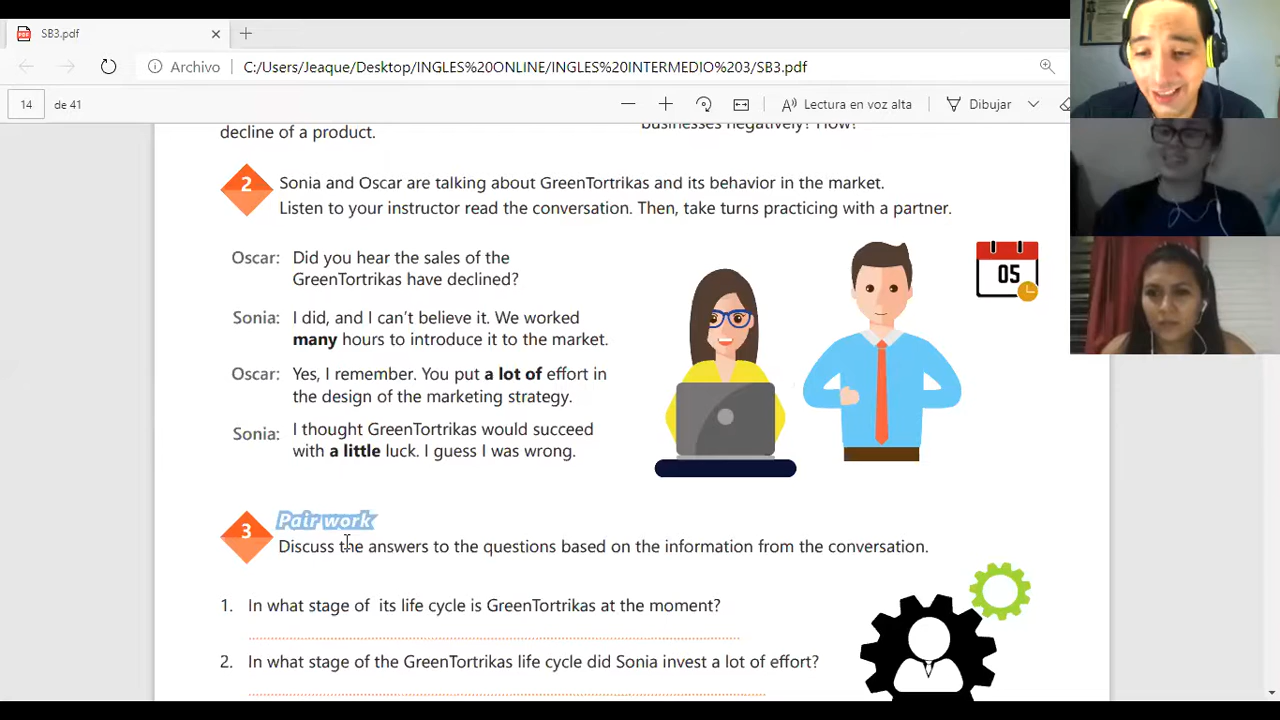 SB3.pdf
Archivo C:/Users/Jeaque/Desktop/INGLES%20ONLINE/INGLES%20INTERMEDIO%203/SB3.pdf
14 de 41 Lectura en voz alta Dibujar
decline of a product.
businesses negatively? How?
2 Sonia and Oscar are talking about GreenTortrikas and its behavior in the market.
Listen to your instructor read the conversation. Then, take turns practicing with a partner.
Oscar: Did you hear the sales of the
GreenTortrikas have declined?
Sonia: I did, and I can't believe it. We worked
many hours to introduce it to the market.
Oscar: Yes, I remember. You put a lot of effort in
the design of the marketing strategy.
Sonia: I thought GreenTortrikas would succeed
with a little luck. I guess I was wrong.
05
3 Pair work
Discuss the answers to the questions based on the information from the conversation.
1. In what stage of its life cycle is GreenTortrikas at the moment?
2. In what stage of the GreenTortrikas life cycle did Sonia invest a lot of effort?